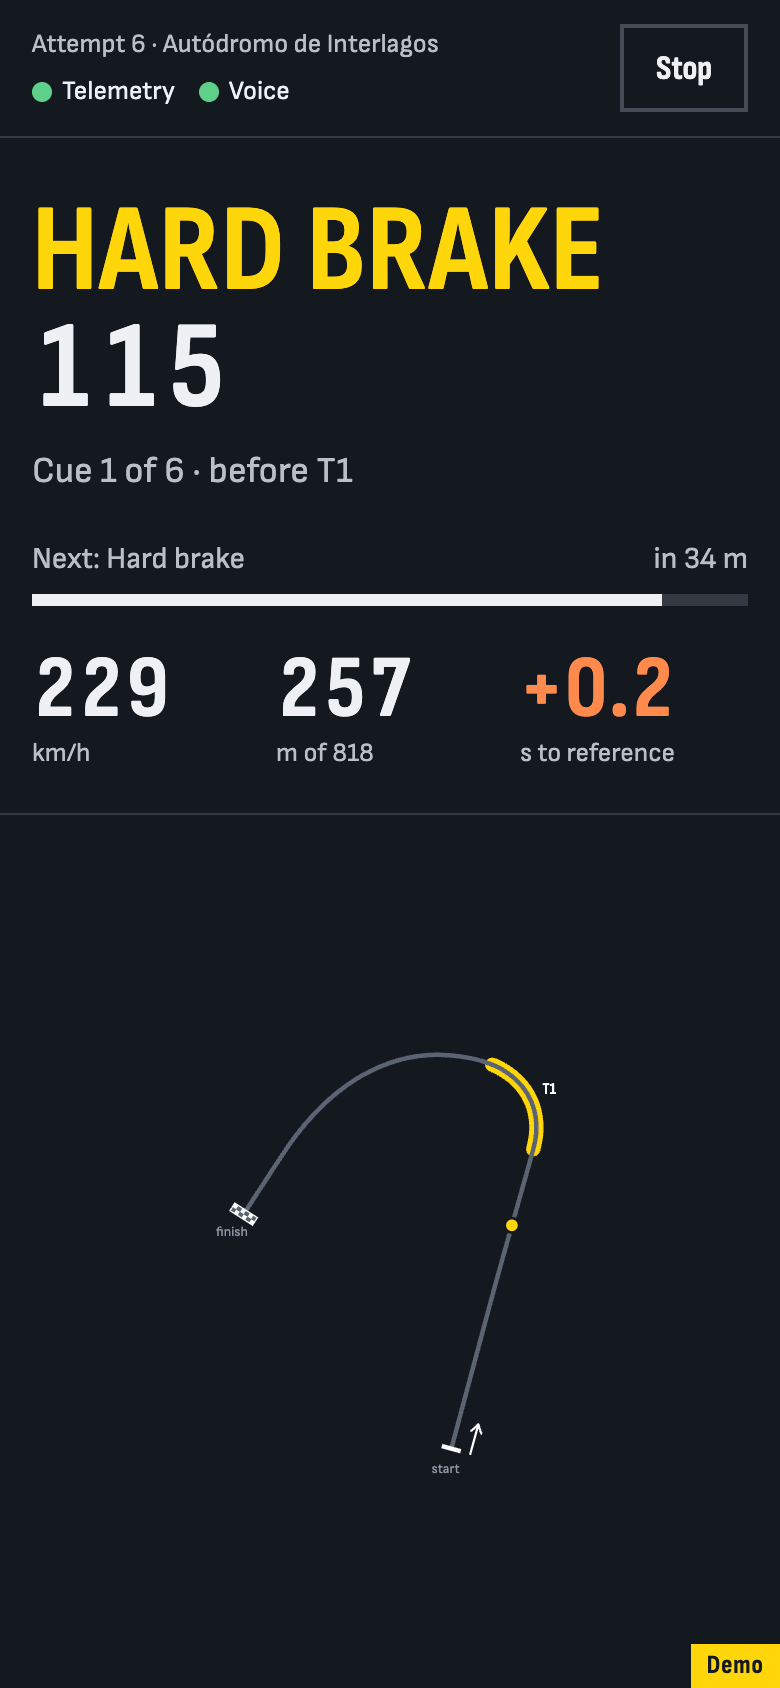 Attempt 6 · Autódromo de Interlagos
Telemetry Voice
Stop
HARD BRAKE
115
Cue 1 of 6 · before T1
Next: Hard brake in 34 m
229 257 +0.2
km/h m of 818 s to reference
T1
finish
start
Demo